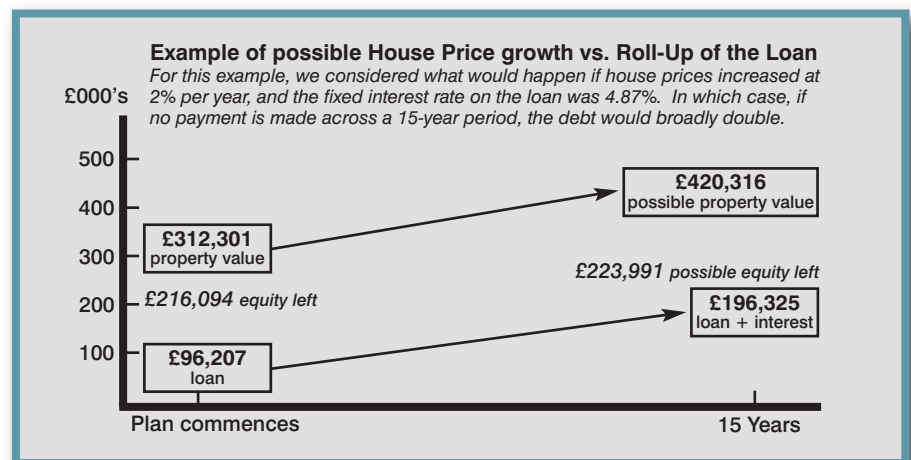 Example of possible House Price growth vs. Roll-Up of the Loan
For this example, we considered what would happen if house prices increased at
2% per year, and the fixed interest rate on the loan was 4.87%.  In which case, if
no payment is made across a 15-year period, the debt would broadly double.
£000's
500
400
300
200
100
£420,316
possible property value
£312,301
property value
£223,991 possible equity left
£216,094 equity left
£196,325
loan + interest
£96,207
loan
Plan commences
15 Years